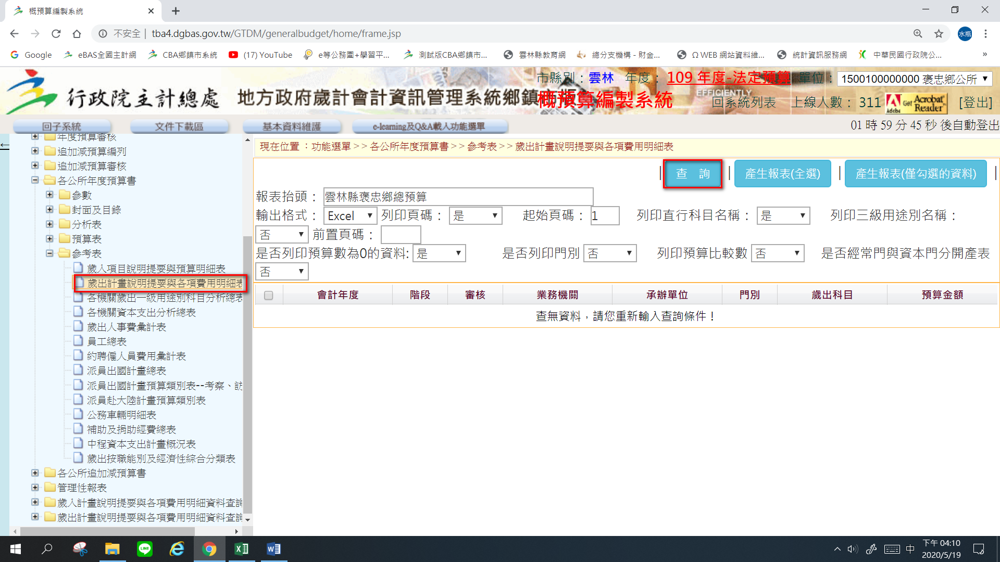 概預算編製系統
不安全 | tba4.dgbas.gov.tw/GTDM/generalbudget/home/frame.jsp
水瓶
Google eBAS全國主計網 CBA鄉鎮市系統 (17) YouTube e等公務園+學習平... 測試版CBA鄉鎮市... 雲林縣教育網 總分支機構 - 財金... Ω WEB 網站資料維... 統計資訊服務網 中華民國行政院公... »
行政院主計總處 地方政府歲計會計資訊管理系統鄉鎮
市縣別：雲林 年度： 109 年度-法定預算 單位： 1500100000000 褒忠鄉公所
概預算編製系統 EFFICIENTLY 回系統列表 上線人數： 311 Adobe Get Acrobat Reader [登出]
回子系統 文件下載區 基本資料維護 e-learning及Q&A載入功能選單 01 時 59 分 45 秒 後自動登出
年度預算審核
追加減預算編列
追加減預算審核
各公所年度預算書
參數
封面及目錄
分析表
預算表
參考表
歲入項目說明提要與預算明細表
歲出計畫說明提要與各項費用明細表
各機關歲出一級用途別科目分析總表
各機關資本支出分析總表
歲出人事費彙計表
員工總表
約聘僱人員費用彙計表
派員出國計畫總表
派員出國計畫預算類別表--考察、訪
派員赴大陸計畫預算類別表
公務車輛明細表
補助及捐助經費總表
中程資本支出計畫概況表
歲出按職能別及經濟性綜合分類表
各公所追加減預算書
管理性報表
歲入計畫說明提要與各項費用明細資料查詢
歲出計畫說明提要與各項費用明細資料查詢
現在位置 ：功能選單>>各公所年度預算書>>參考表>>歲出計畫說明提要與各項費用明細表
| 查 詢 | 產生報表(全選) | 產生報表(僅勾選的資料) |
報表抬頭： 雲林縣褒忠鄉總預算
輸出格式： Excel 列印頁碼： 是 起始頁碼： 1 列印直行科目名稱： 是 列印三級用途別名稱：
否 前置頁碼：
是否列印預算數為0的資料: 是 是否列印門別 否 列印預算比較數 否 是否經常門與資本門分開產表
否
會計年度 階段 審核 業務機關 承辦單位 門別 歲出科目 預算金額
查無資料，請您重新輸入查詢條件！
LINE
中 下午 04:10
2020/5/19